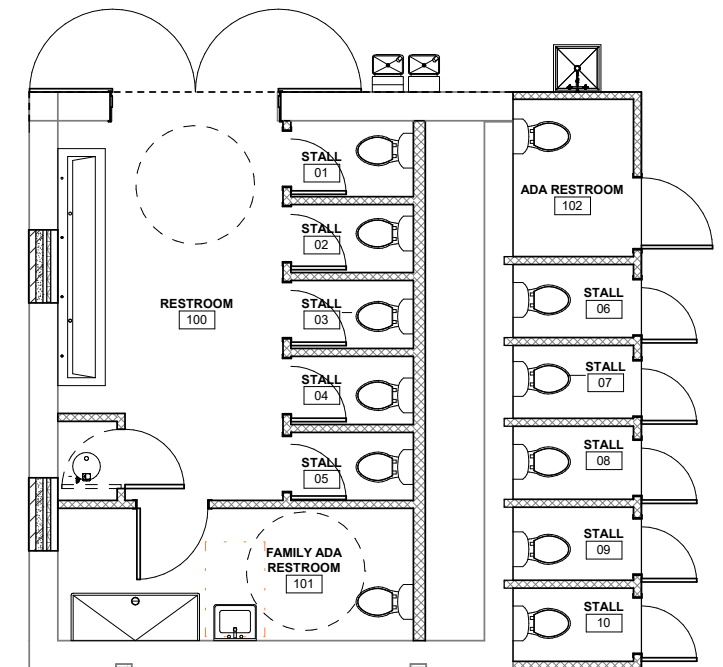 STALL
01
STALL
02
STALL
03
STALL
04
STALL
05
RESTROOM
100
FAMILY ADA
RESTROOM
101
ADA RESTROOM
102
STALL
06
STALL
07
STALL
08
STALL
09
STALL
10